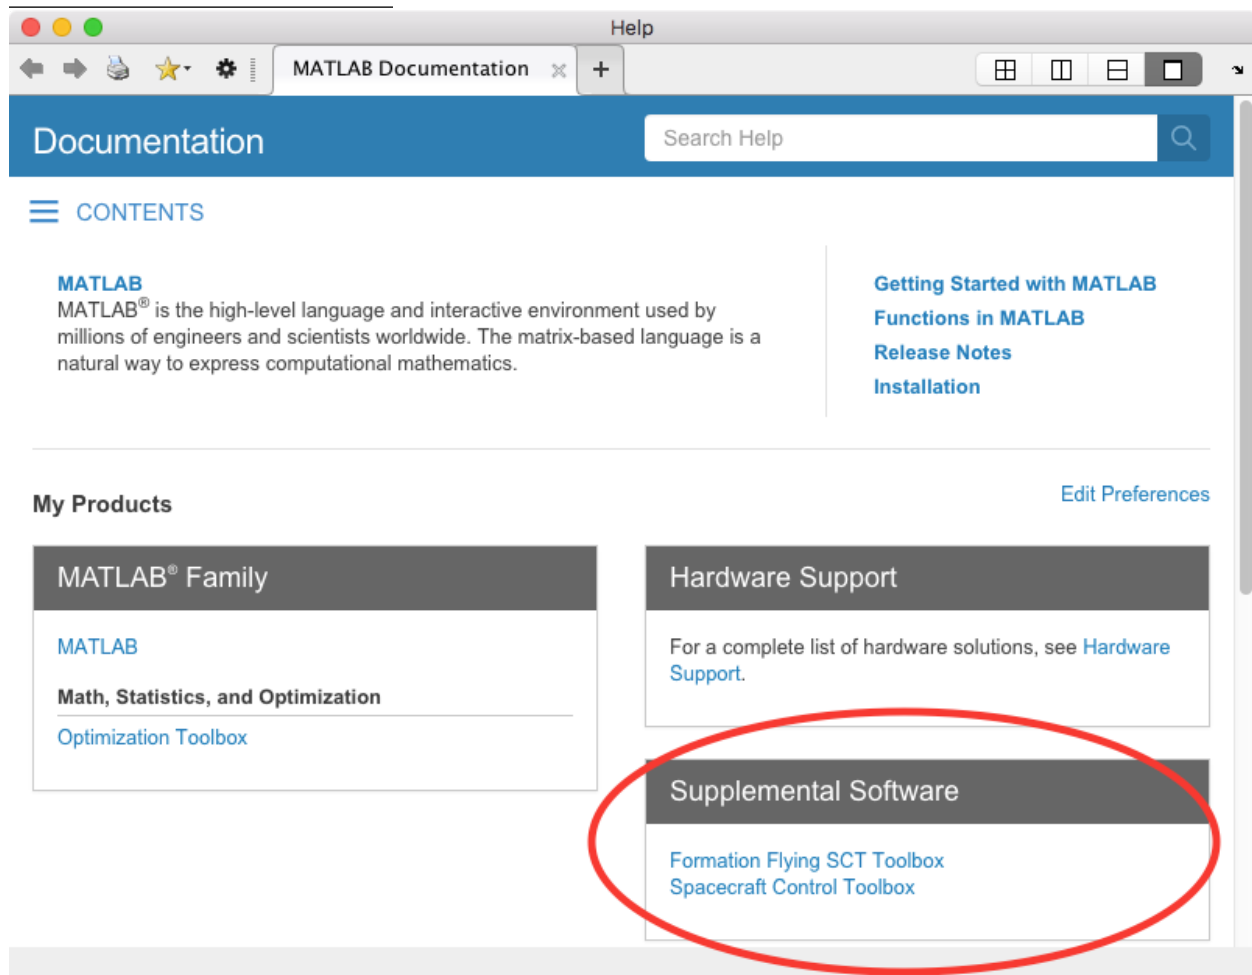 Help
MATLAB Documentation
Documentation
Search Help
CONTENTS
MATLAB
MATLAB® is the high-level language and interactive environment used by
millions of engineers and scientists worldwide. The matrix-based language is a
natural way to express computational mathematics.
Getting Started with MATLAB
Functions in MATLAB
Release Notes
Installation
My Products
Edit Preferences
MATLAB® Family
MATLAB
Math, Statistics, and Optimization
Optimization Toolbox
Hardware Support
For a complete list of hardware solutions, see Hardware
Support.
Supplemental Software
Formation Flying SCT Toolbox
Spacecraft Control Toolbox